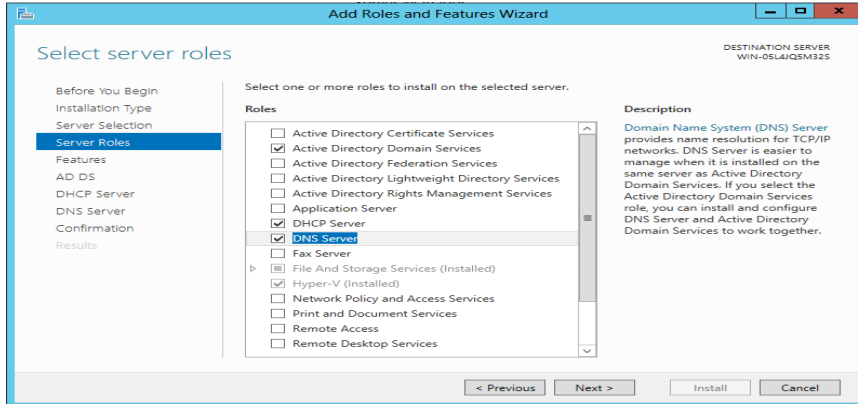 Add Roles and Features Wizard
Select server roles
DESTINATION SERVER
WIN-05L4JQ5M32S
Before You Begin
Installation Type
Server Selection
Server Roles
Features
AD DS
DHCP Server
DNS Server
Confirmation
Results
Select one or more roles to install on the selected server.
Roles
Active Directory Certificate Services
Active Directory Domain Services
Active Directory Federation Services
Active Directory Lightweight Directory Services
Active Directory Rights Management Services
Application Server
DHCP Server
DNS Server
Fax Server
File And Storage Services (Installed)
Hyper-V (Installed)
Network Policy and Access Services
Print and Document Services
Remote Access
Remote Desktop Services
Description
Domain Name System (DNS) Server
provides name resolution for TCP/IP
networks. DNS Server is easier to
manage when it is installed on the
same server as Active Directory
Domain Services. If you select the
Active Directory Domain Services
role, you can install and configure
DNS Server and Active Directory
Domain Services to work together.
< Previous
Next >
Install
Cancel